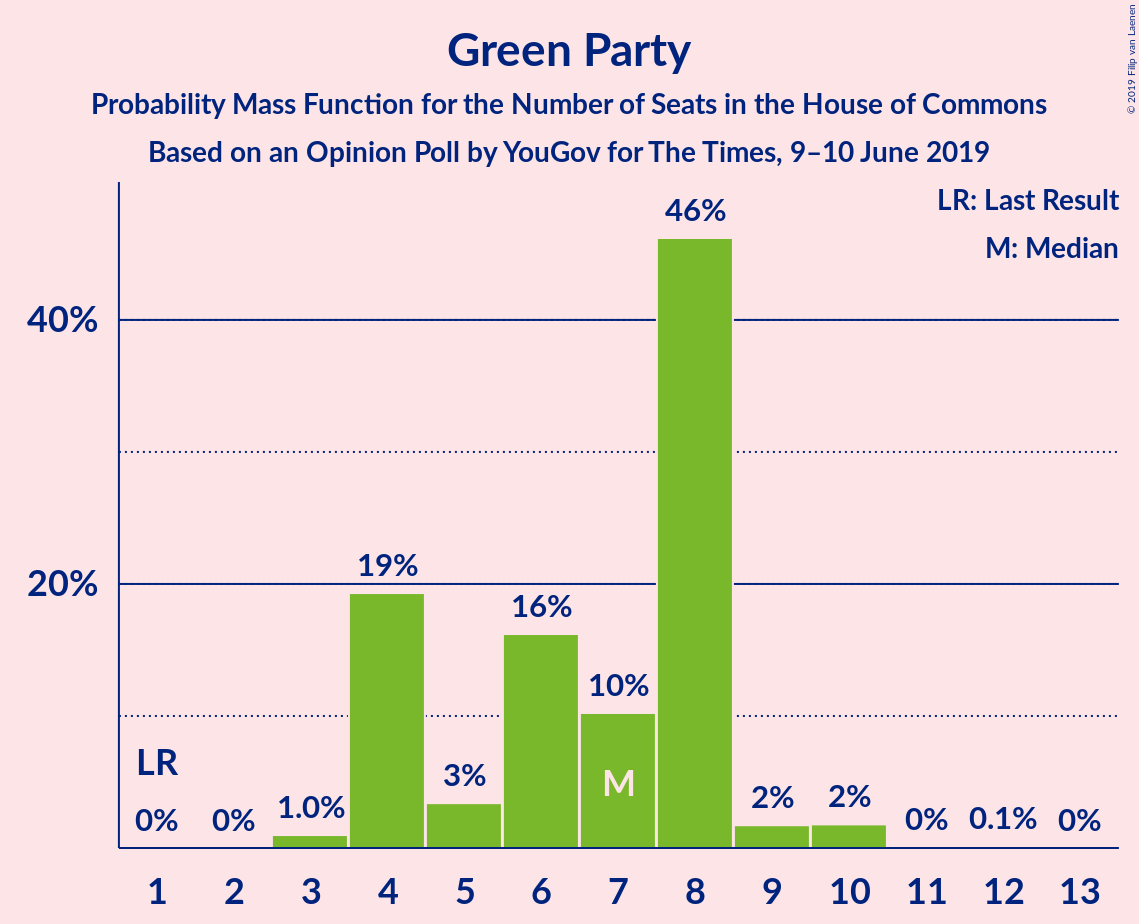 Green Party
Probability Mass Function for the Number of Seats in the House of Commons
Based on an Opinion Poll by YouGov for The Times, 9–10 June 2019
© 2019 Filip van Laenen
LR: Last Result
M: Median
40%
20%
LR
0%
0%
1.0%
19%
3%
16%
10%
M
46%
2%
2%
0%
0.1%
0%
1 2 3 4 5 6 7 8 9 10 11 12 13